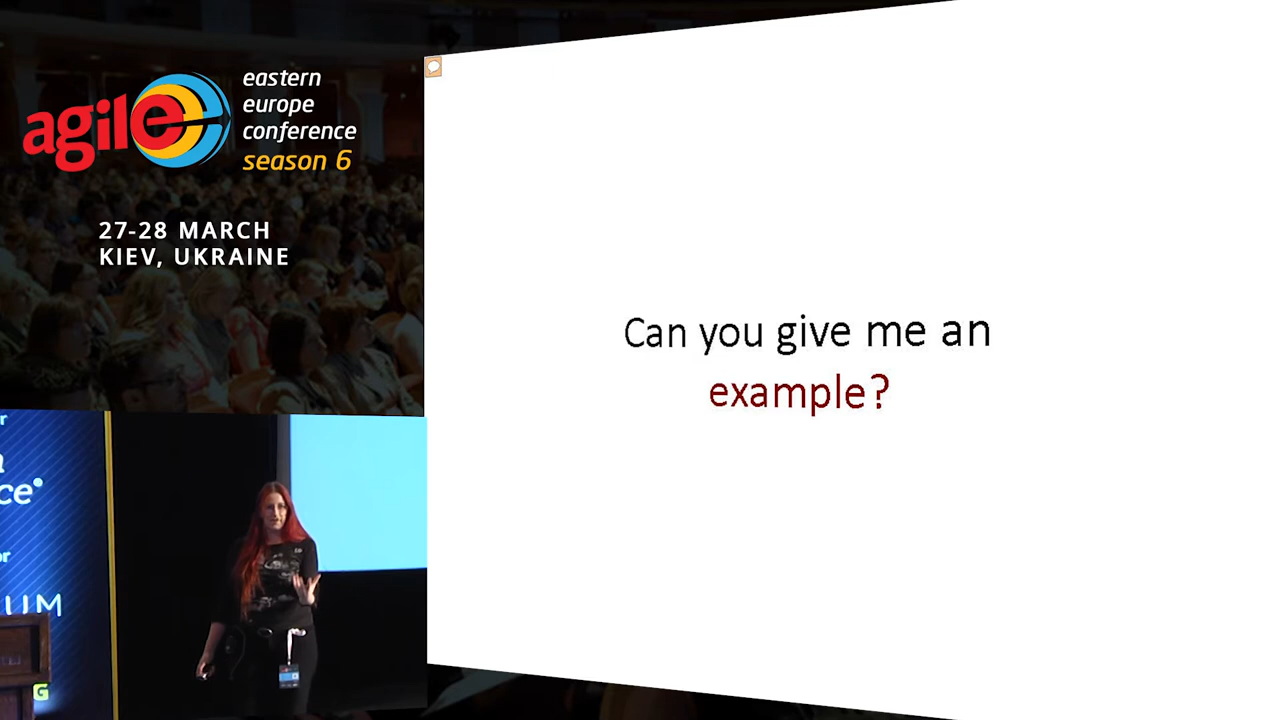 agile
eastern
europe
conference
season 6
27-28 MARCH
KIEV, UKRAINE
Can you give me an
example?